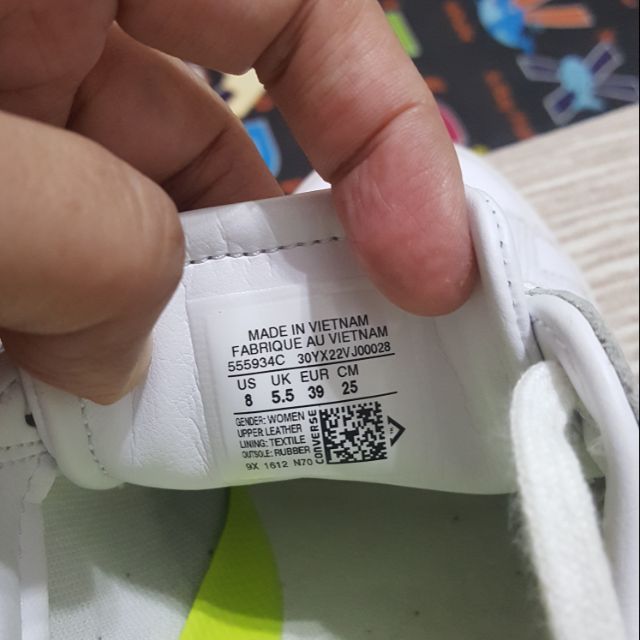 MADE IN VIETNAM
FABRIQUE AU VIETNAM
555934C 30YX22VJ00028
US UK EUR CM
8 5.5 39 25
GENDER: WOMEN
UPPER: LEATHER
LINING: TEXTILE
OUTSOLE: RUBBER
CONVERSE
9X 1612 N70